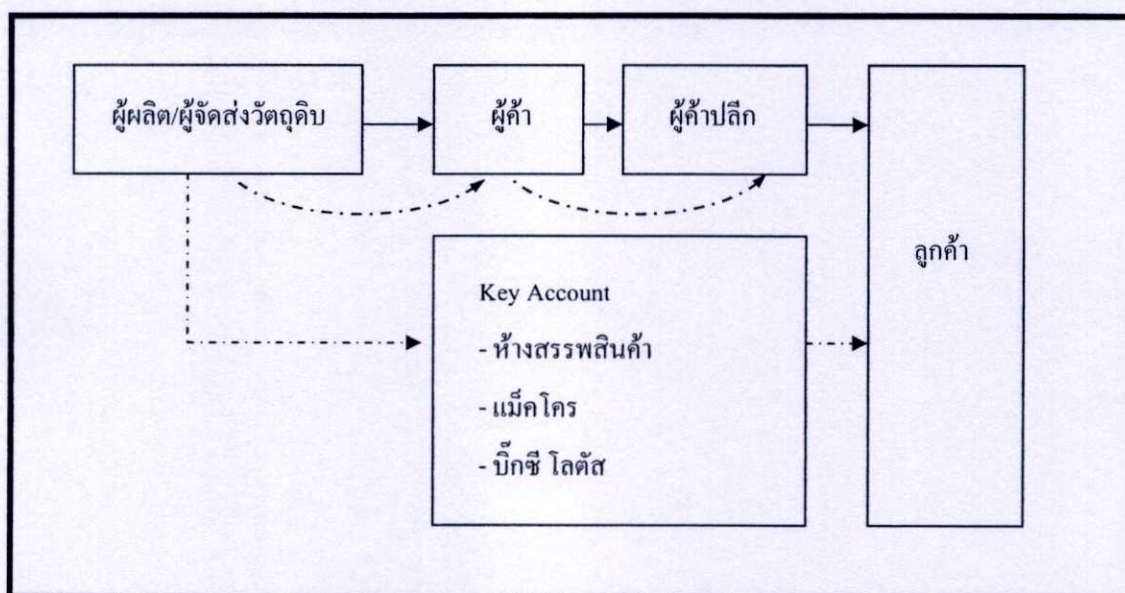 ผู้ผลิต/ผู้จัดส่งวัตถุดิบ
ผู้ค้า
ผู้ค้าปลีก
ลูกค้า
Key Account
- ห้างสรรพสินค้า
- แม็คโคร
- บิ๊กซี โลตัส